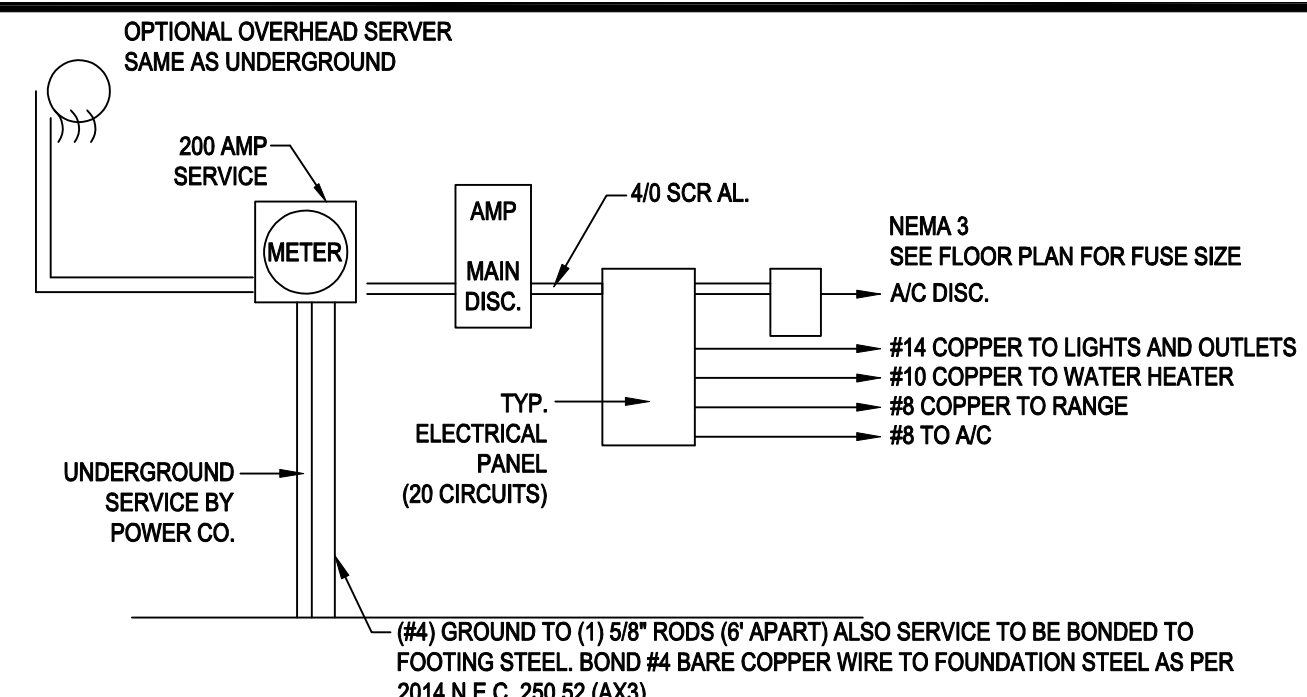 OPTIONAL OVERHEAD SERVER
SAME AS UNDERGROUND
200 AMP
SERVICE
METER
AMP
MAIN
DISC.
4/0 SCR AL.
NEMA 3
SEE FLOOR PLAN FOR FUSE SIZE
A/C DISC.
#14 COPPER TO LIGHTS AND OUTLETS
#10 COPPER TO WATER HEATER
#8 COPPER TO RANGE
#8 TO A/C
TYP.
ELECTRICAL
PANEL
(20 CIRCUITS)
UNDERGROUND
SERVICE BY
POWER CO.
(#4) GROUND TO (1) 5/8" RODS (6' APART) ALSO SERVICE TO BE BONDED TO
FOOTING STEEL. BOND #4 BARE COPPER WIRE TO FOUNDATION STEEL AS PER
2014 N.E.C. 250.52 (AX3)